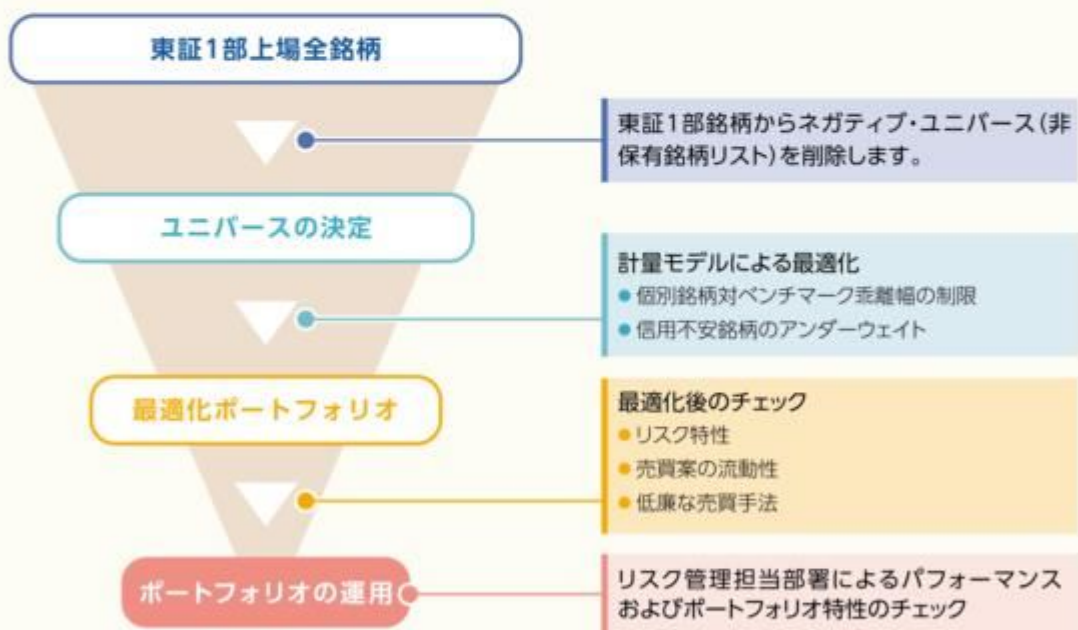 東証1部上場全銘柄
東証1部銘柄からネガティブ・ユニバース(非
保有銘柄リスト)を削除します。
ユニバースの決定
計量モデルによる最適化
● 個別銘柄対ベンチマーク乖離幅の制限
● 信用不安銘柄のアンダーウェイト
最適化ポートフォリオ
最適化後のチェック
● リスク特性
● 売買案の流動性
● 低廉な売買手法
ポートフォリオの運用
リスク管理担当部署によるパフォーマンス
およびポートフォリオ特性のチェック